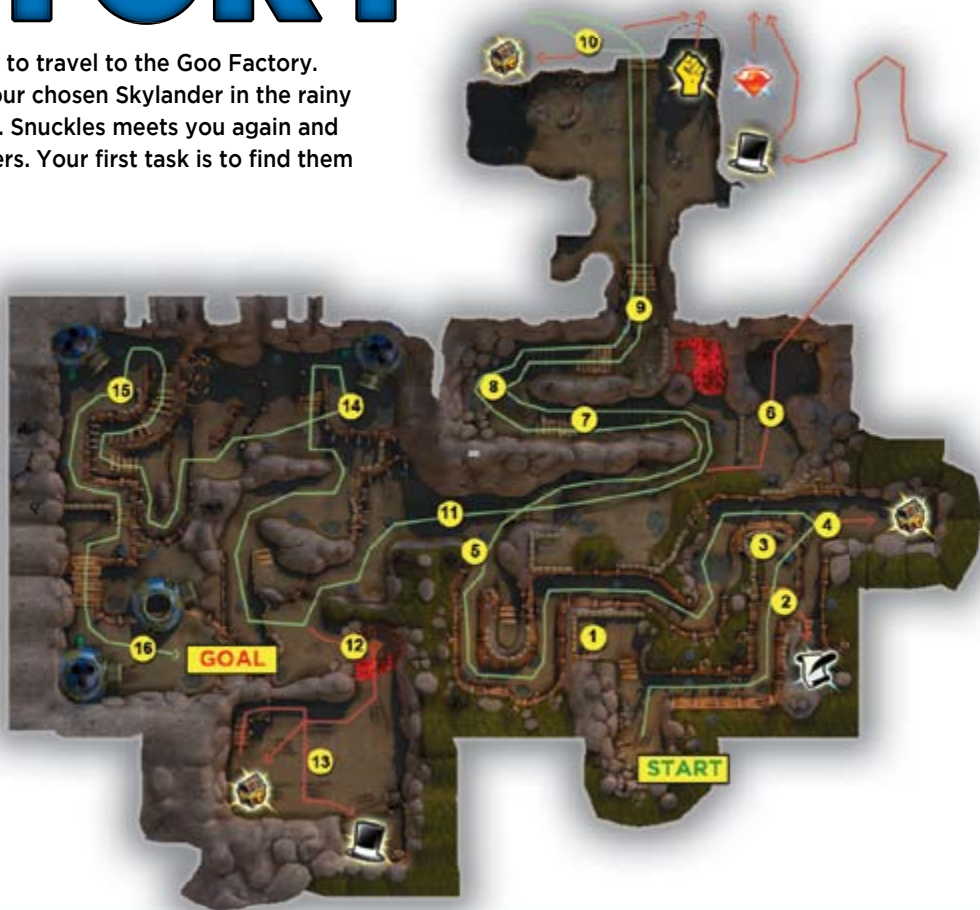 to travel to the Goo Factory.
our chosen Skylander in the rainy
. Snuckles meets you again and
ers. Your first task is to find them
10
9
8
7
6
15
14
11
5
4
3
2
1
16
GOAL
12
13
START